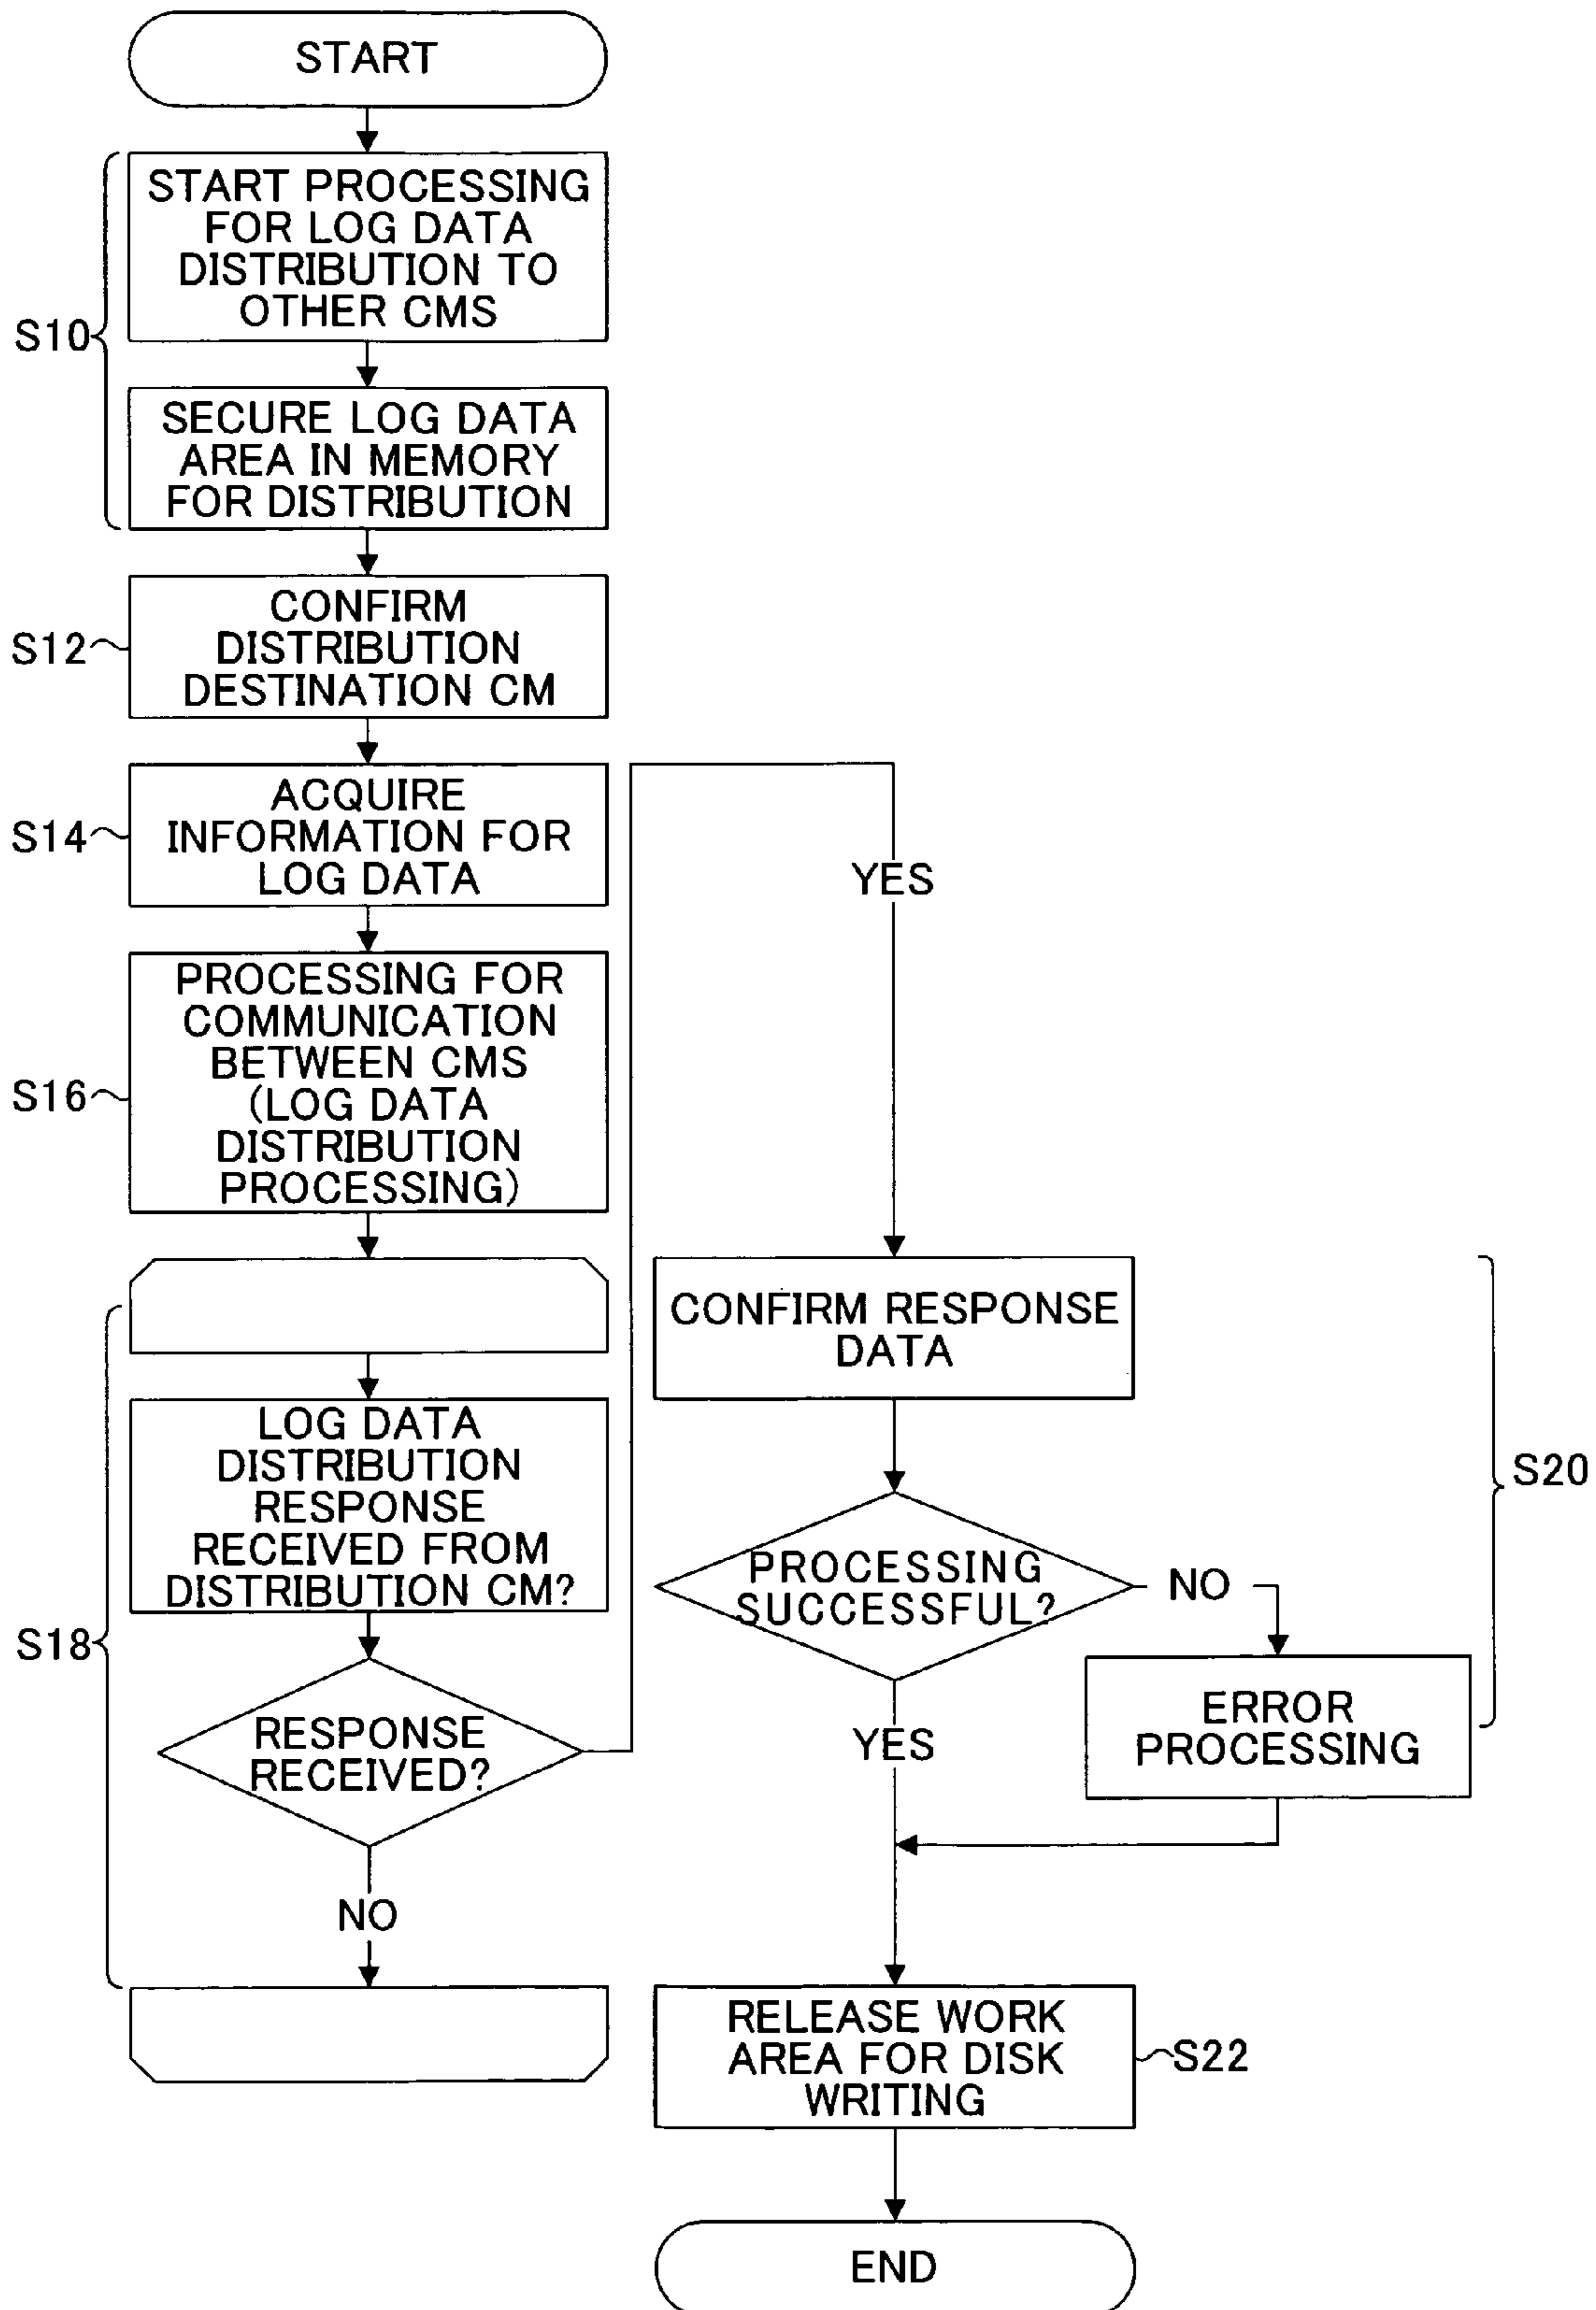 START
START PROCESSING
FOR LOG DATA
DISTRIBUTION TO
OTHER CMS
S10
SECURE LOG DATA
AREA IN MEMORY
FOR DISTRIBUTION
CONFIRM
DISTRIBUTION
DESTINATION CM
S12
ACQUIRE
INFORMATION FOR
LOG DATA
S14
PROCESSING FOR
COMMUNICATION
BETWEEN CMS
(LOG DATA
DISTRIBUTION
PROCESSING)
S16
LOG DATA
DISTRIBUTION
RESPONSE
RECEIVED FROM
DISTRIBUTION CM?
S18
RESPONSE
RECEIVED?
NO
YES
CONFIRM RESPONSE
DATA
S20
PROCESSING
SUCCESSFUL?
NO
ERROR
PROCESSING
YES
RELEASE WORK
AREA FOR DISK
WRITING
S22
END